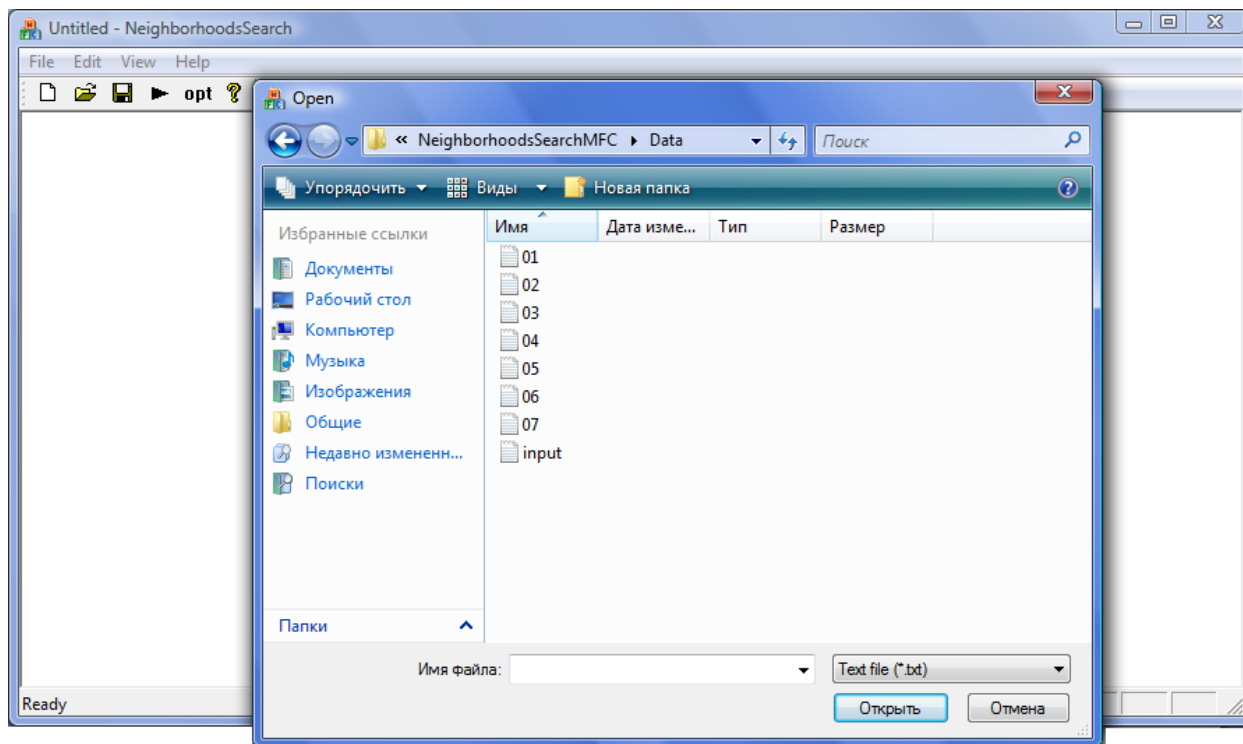 Untitled - NeighborhoodsSearch
File Edit View Help
opt
Open
« NeighborhoodsSearchMFC Data
Поиск
Упорядочить Виды Новая папка
Избранные ссылки
Документы
Рабочий стол
Компьютер
Музыка
Изображения
Общие
Недавно измененн...
Поиски
Папки
Имя Дата изме... Тип Размер
01
02
03
04
05
06
07
input
Имя файла:
Text file (*.txt)
Открыть Отмена
Ready